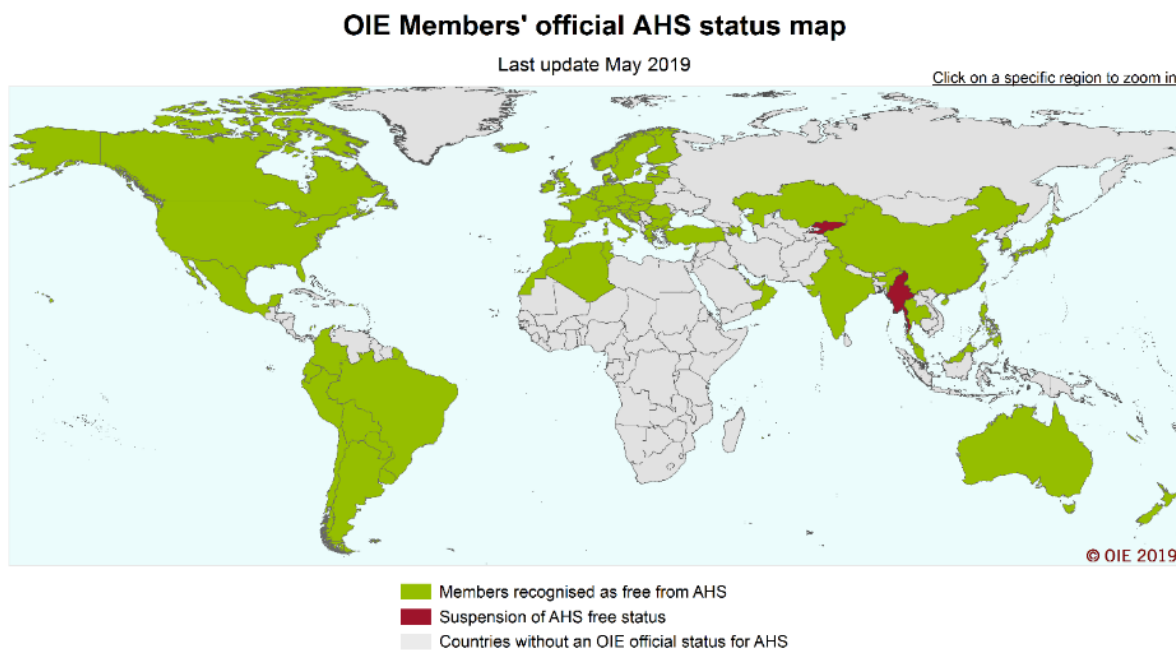 OIE Members' official AHS status map
Last update May 2019
Click on a specific region to zoom in
© OIE 2019
Members recognised as free from AHS
Suspension of AHS free status
Countries without an OIE official status for AHS